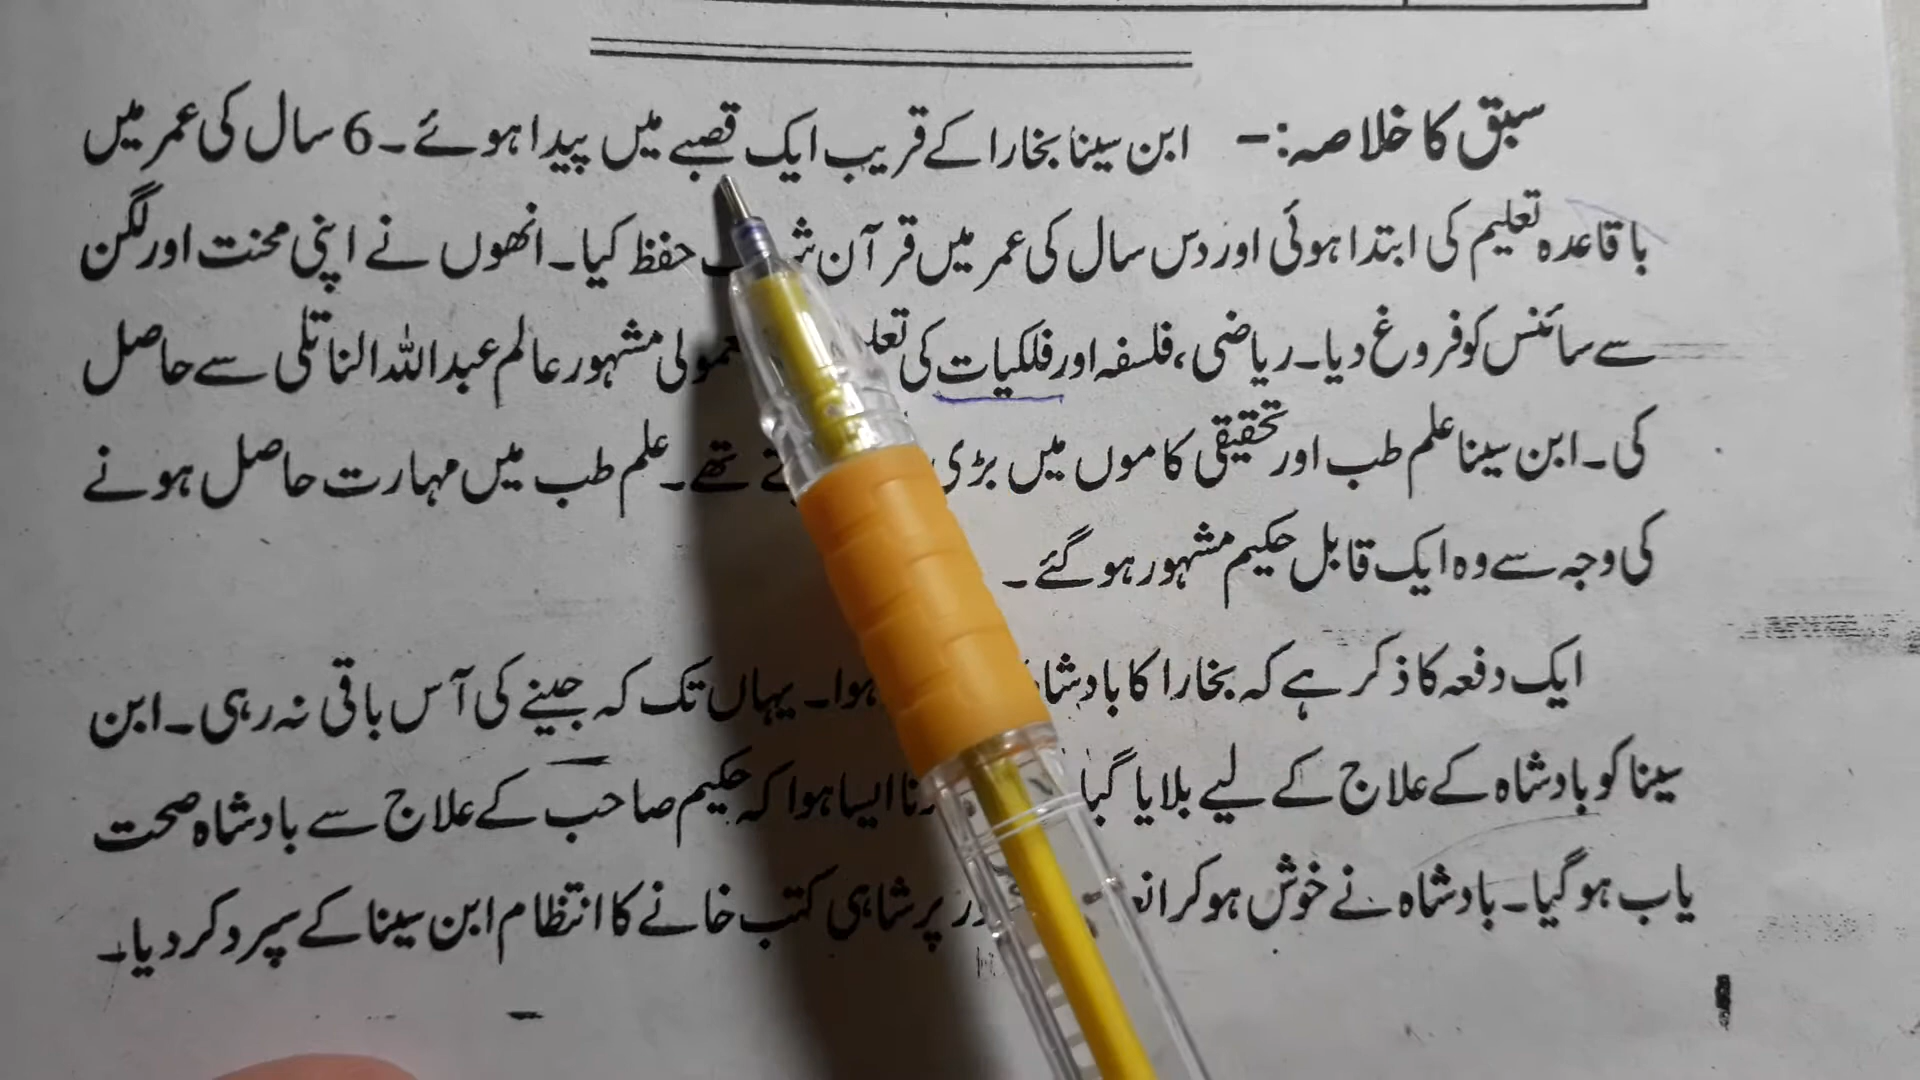 سبق کا خلاصہ:- ابن سینا بخارا کے قریب ایک قصبے میں پیدا ہوئے۔ 6 سال کی عمر میں
با قاعدہ تعلیم کی ابتدا ہوئی اور دس سال کی عمر میں قرآن حفظ کیا۔ انھوں نے اپنی محنت اور لگن
سے سائنس کو فروغ دیا۔ ریاضی، فلسفہ اور فلکیات کی مشہور عالم عبداللہ الناتلی سے حاصل
کی۔ ابن سینا علم طب اور تحقیقی کاموں میں بڑی تھے۔ علم طب میں مہارت حاصل ہونے
کی وجہ سے وہ ایک قابل حکیم مشہور ہو گئے۔
ایک دفعہ کا ذکر ہے کہ بخارا کا ہوا۔ یہاں تک کہ جینے کی آس باقی نہ رہی۔ ابن
سینا کو بادشاہ کے علاج کے لیے بلایا گیا ایسا ہوا کہ حکیم صاحب کے علاج سے بادشاہ صحت
یاب ہو گیا۔ بادشاہ نے خوش ہو کر پر شاہی کتب خانے کا انتظام ابن سینا کے سپرد کر دیا۔